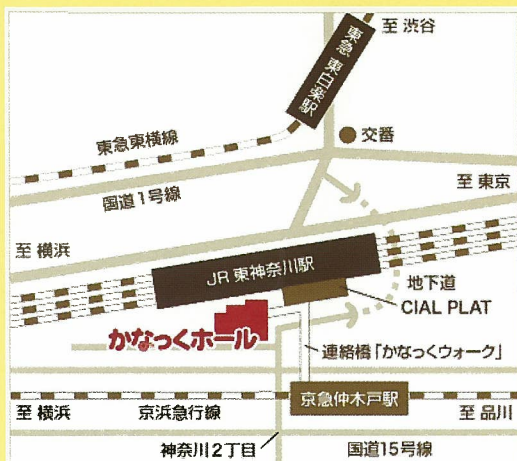 至 渋谷
東急 東白楽駅
交番
東急東横線
国道1号線
至 東京
至 横浜
JR 東神奈川駅
地下道
CIAL PLAT
かなっくホール
連絡橋「かなっくウォーク」
京急仲木戸駅
至 横浜
京浜急行線
至 品川
神奈川2丁目
国道15号線